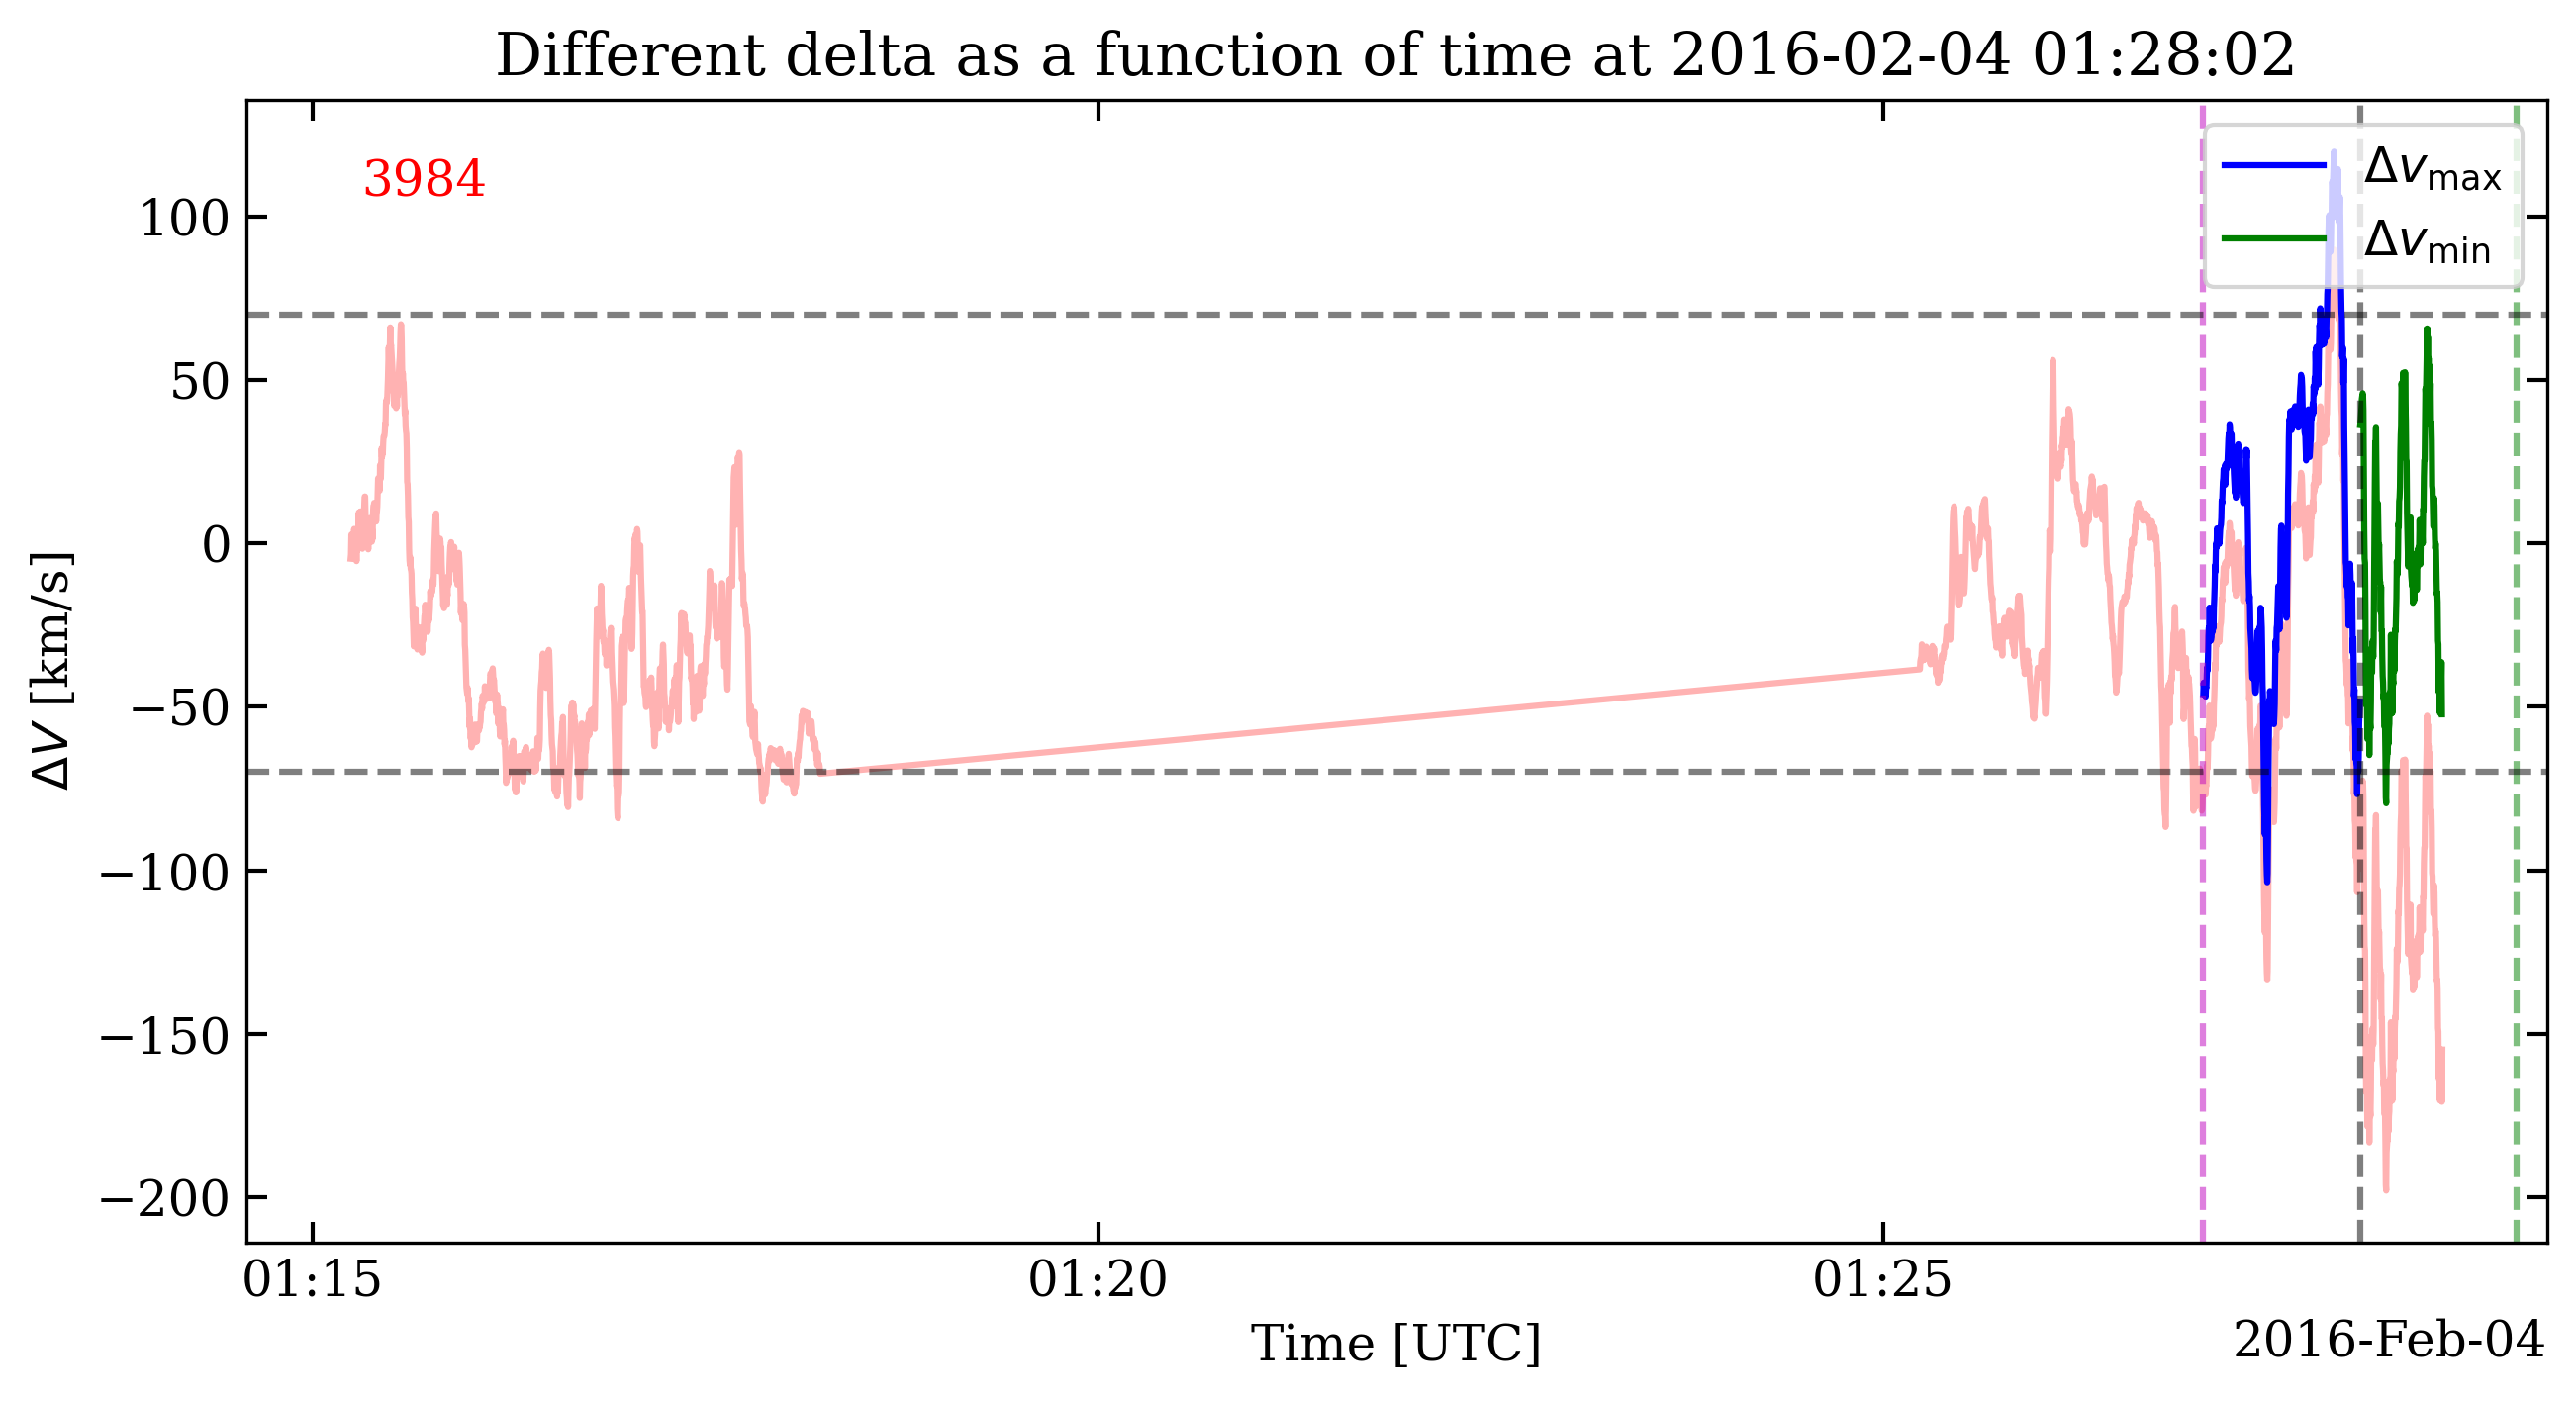 Different delta as a function of time at 2016-02-04 01:28:02
3984
Δv_max
Δv_min
100
50
0
−50
−100
−150
−200
ΔV [km/s]
01:15 01:20 01:25
Time [UTC]
2016-Feb-04